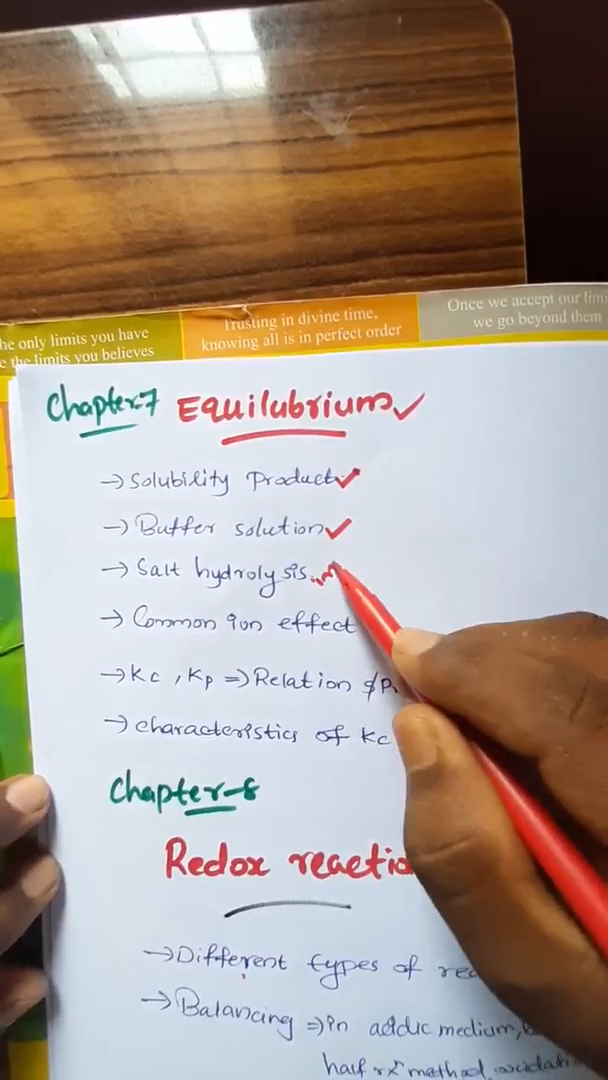 he only limits you have
e the limits you believes
Trusting in divine time,
knowing all is in perfect order
Once we accept our limi
we go beyond them
Chapter-7 Equilubrium
→ Solubility Product
→ Buffer solution
→ Salt hydrolysis
→ Common ion effect
→ Kc, Kp => Relation
→ characteristics of Kc
Chapter-8
Redox reactio
→ Different types of
→ Balancing => in acidic medium,
half rxn method